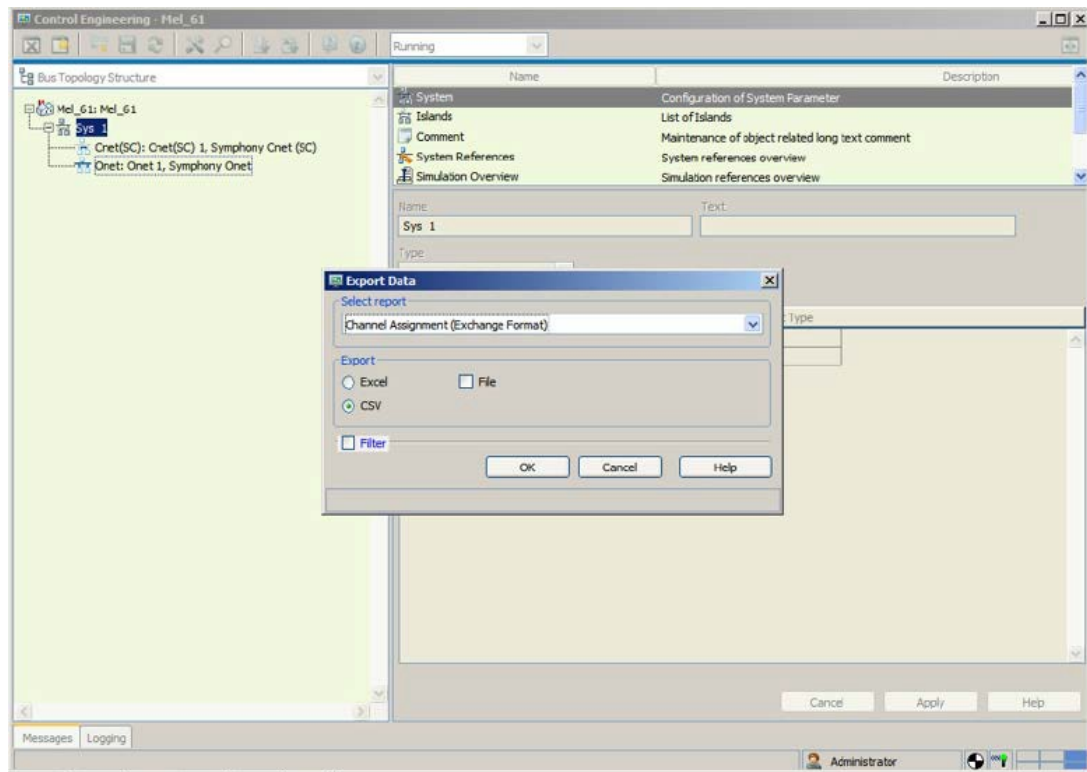 Control Engineering - Mel_61
Running
Bus Topology Structure
Mel_61: Mel_61
Sys 1
Cnet(SC): Cnet(SC) 1, Symphony Cnet (SC)
Onet: Onet 1, Symphony Onet
Name Description
System Configuration of System Parameter
Islands List of Islands
Comment Maintenance of object related long text comment
System References System references overview
Simulation Overview Simulation references overview
Name Text
Sys 1
Type
Type
Export Data
Select report
Channel Assignment (Exchange Format)
Export
Excel File
CSV
Filter
OK Cancel Help
Cancel Apply Help
Messages Logging
Administrator